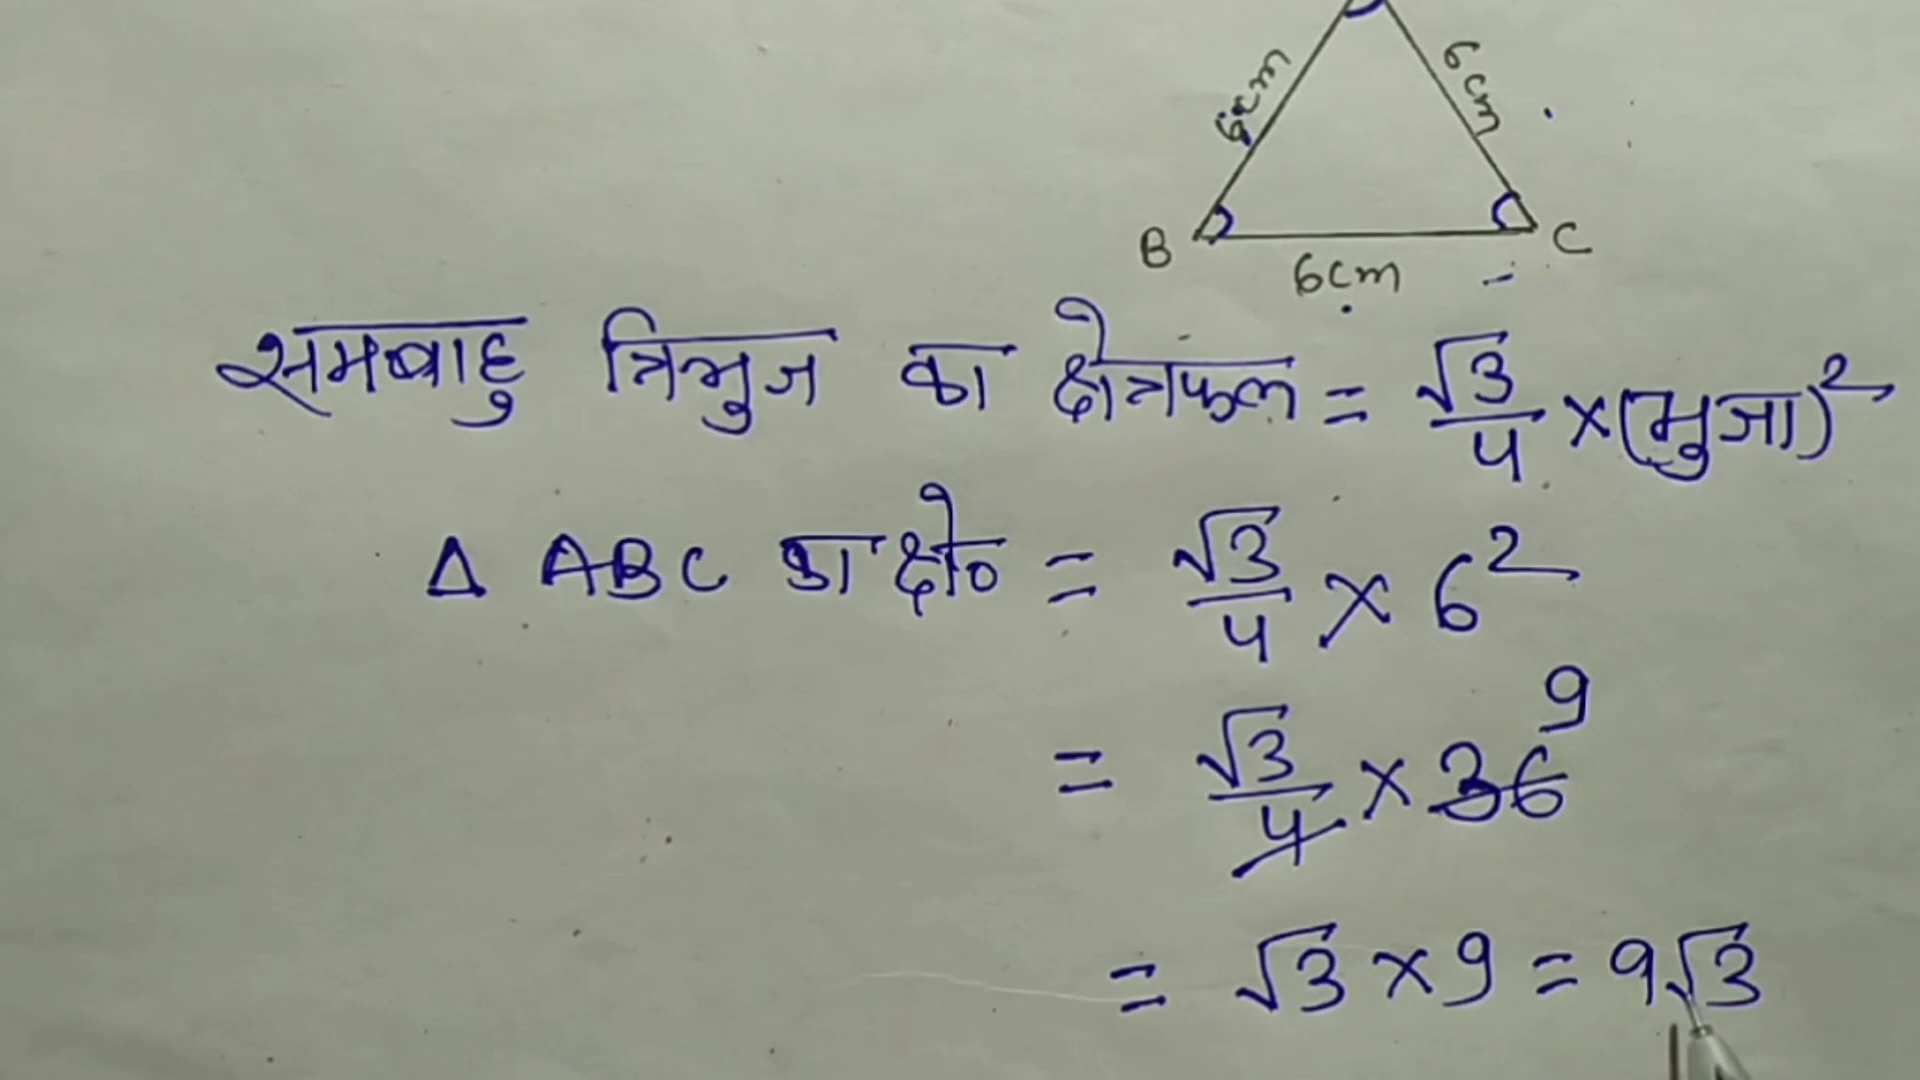 6cm 6cm
B C
6cm
समबाहु त्रिभुज का क्षेत्रफल = √3/4 × (भुजा)²
Δ ABC का क्षे० = √3/4 × 6²
= √3/4 × 36 9
= √3 × 9 = 9√3